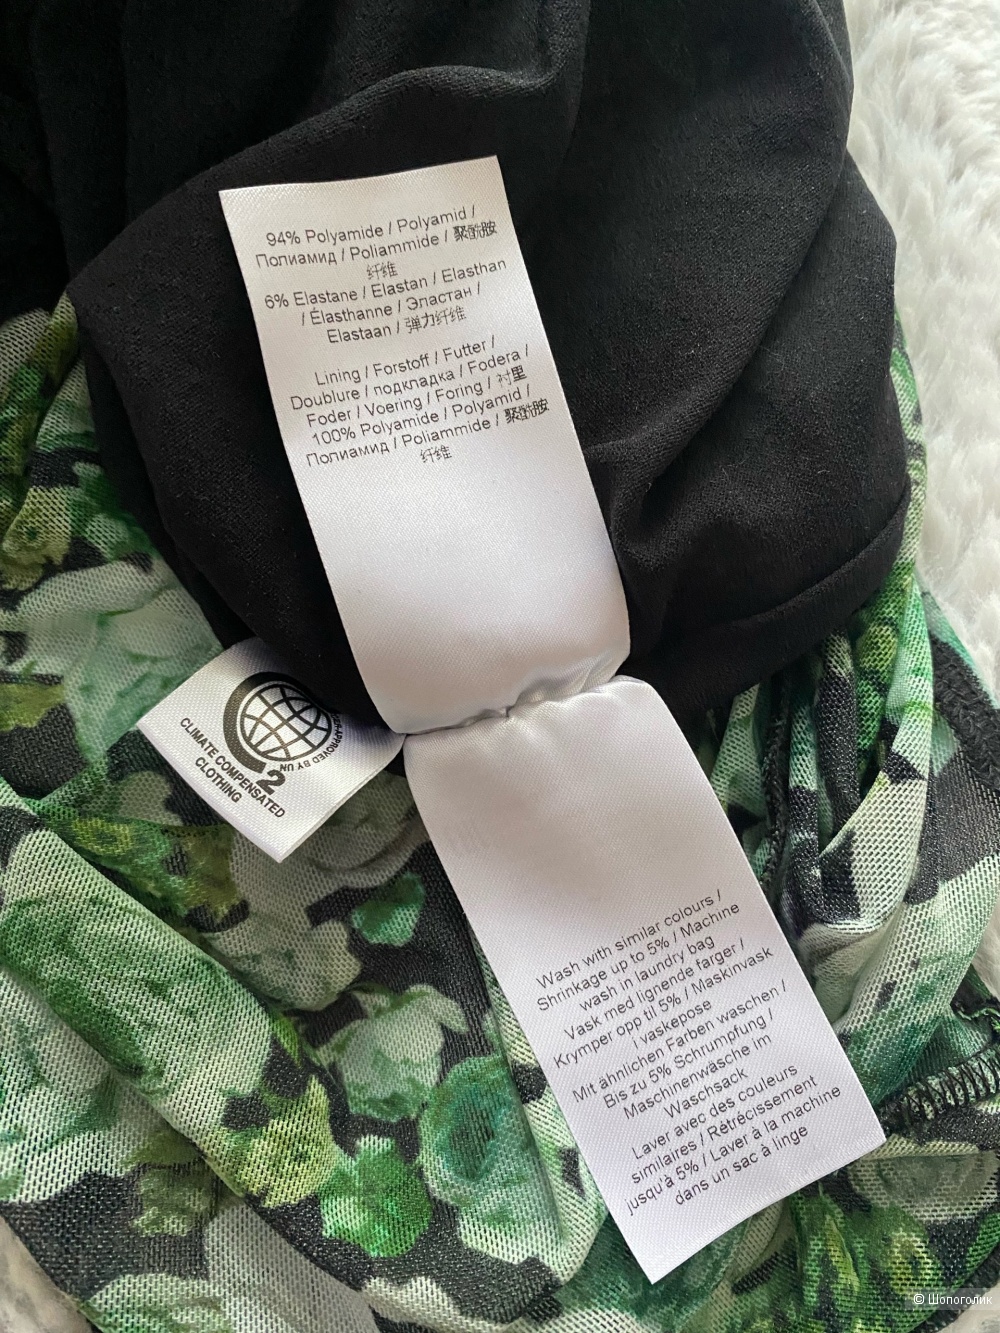 94% Polyamide / Polyamid /
Полиамид / Poliammide / 聚酰胺
纤维
6% Elastane / Elastan / Elasthan
/ Élasthanne / Эластан /
Elastaan / 弹力纤维
Lining / Forstoff / Futter /
Doublure / подкладка / Fodera /
Foder / Voering / Foring / 衬里
100% Polyamide / Polyamid /
Полиамид / Poliammide / 聚酰胺
纤维
APPROVED BY UN
2
CLIMATE COMPENSATED
CLOTHING
Wash with similar colours /
Shrinkage up to 5% / Machine
wash in laundry bag
Vask med lignende farger /
Krymper opp til 5% / Maskinvask
i vaskepose
Mit ähnlichen Farben waschen /
Bis zu 5% Schrumpfung /
Maschinenwäsche im
Waschsack
Laver avec des couleurs
similaires / Rétrécissement
jusqu'à 5% / Laver à la machine
dans un sac à linge
© Шопоголик